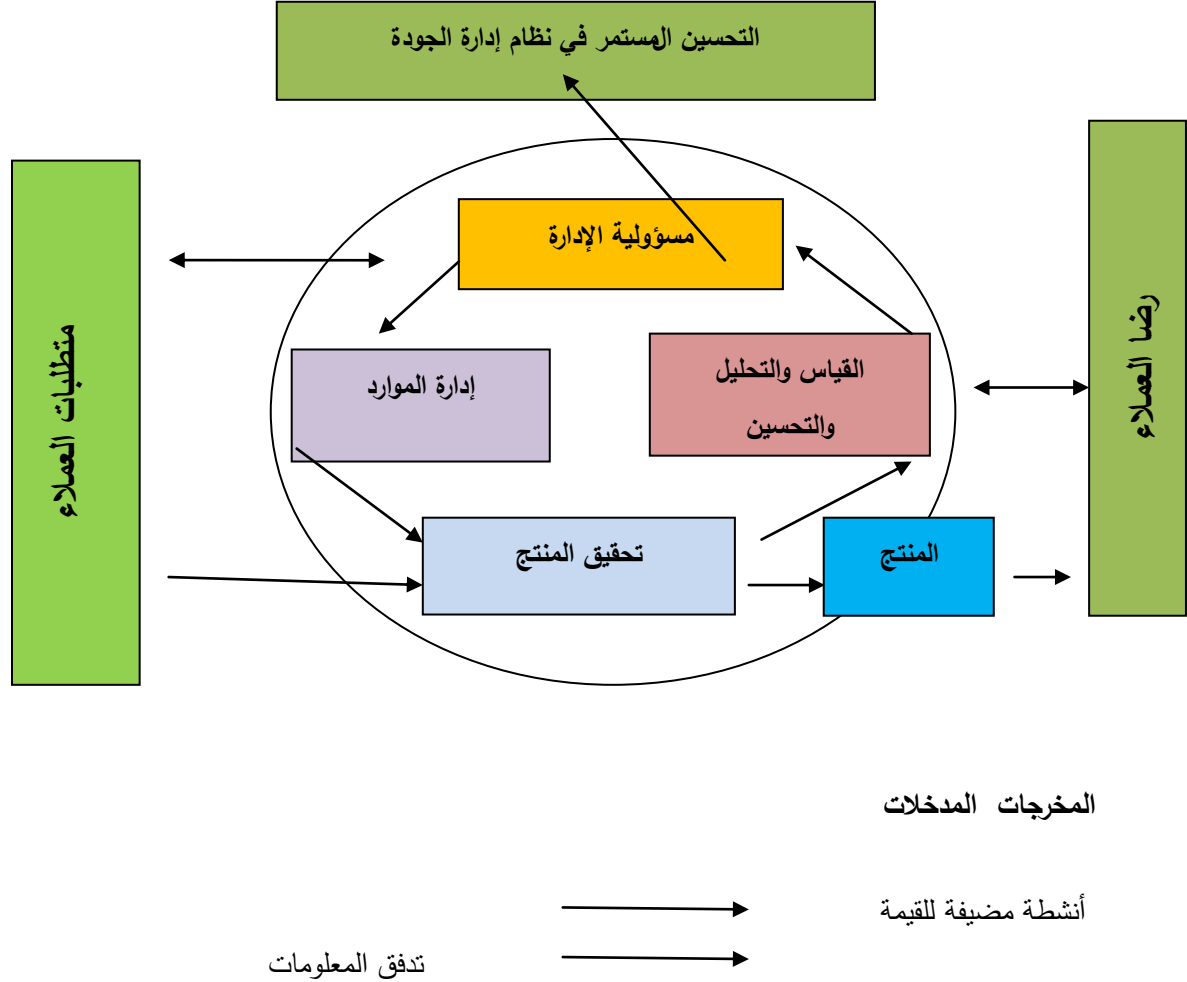 التحسين المستمر في نظام إدارة الجودة
مسؤولية الإدارة
القياس والتحليل
والتحسين
إدارة الموارد
تحقيق المنتج
المنتج
رضا العملاء
متطلبات العملاء
المخرجات المدخلات
أنشطة مضيفة للقيمة
تدفق المعلومات